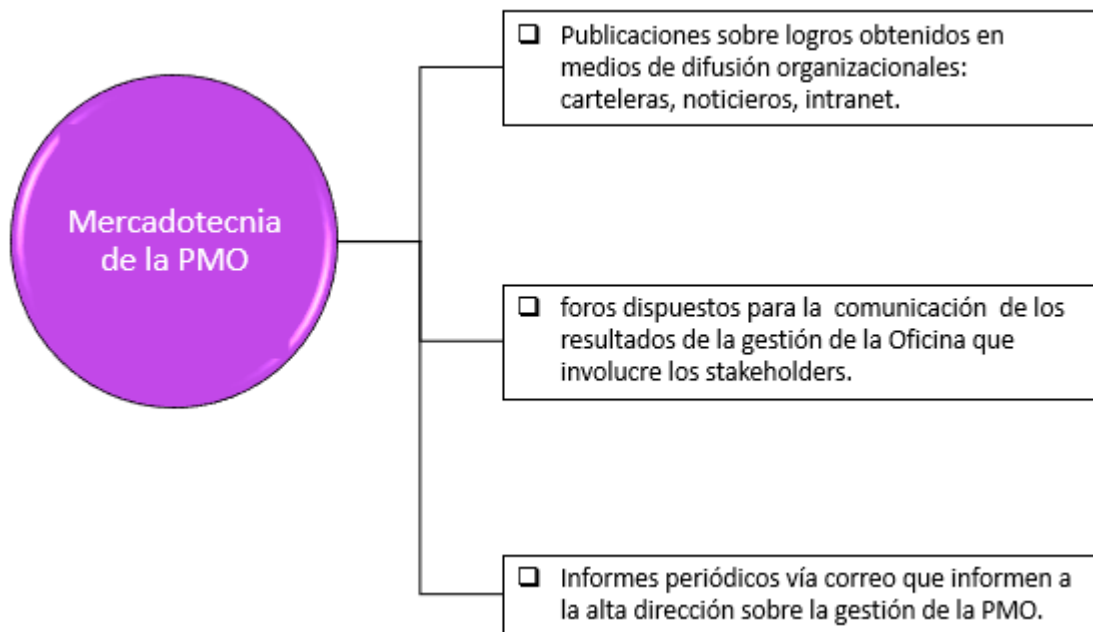 Mercadotecnia
de la PMO
Publicaciones sobre logros obtenidos en
medios de difusión organizacionales:
carteleras, noticieros, intranet.
foros dispuestos para la comunicación de los
resultados de la gestión de la Oficina que
involucre los stakeholders.
Informes periódicos vía correo que informen a
la alta dirección sobre la gestión de la PMO.